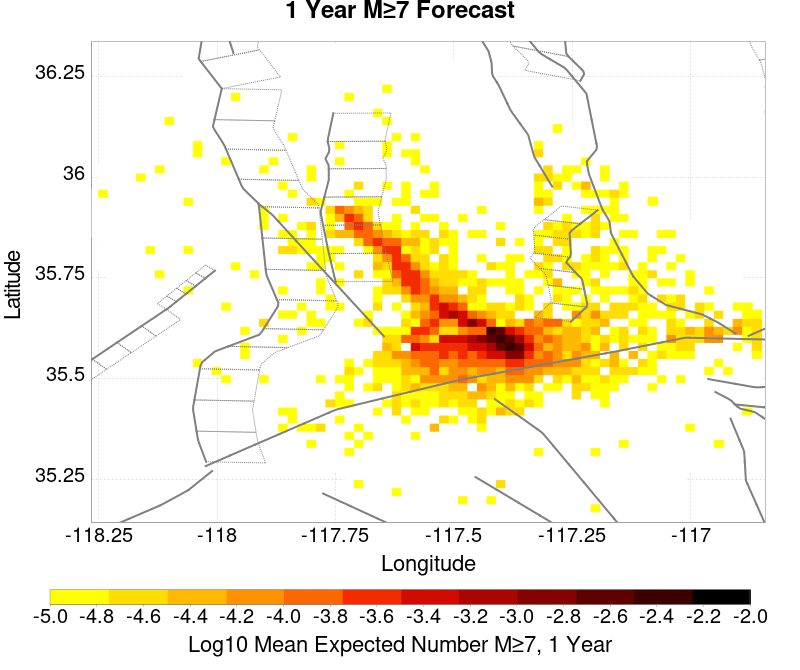 1 Year M≥7 Forecast
36.25
36
35.75
35.5
35.25
Latitude
-118.25 -118 -117.75 -117.5 -117.25 -117
Longitude
-5.0 -4.8 -4.6 -4.4 -4.2 -4.0 -3.8 -3.6 -3.4 -3.2 -3.0 -2.8 -2.6 -2.4 -2.2 -2.0
Log10 Mean Expected Number M≥7, 1 Year